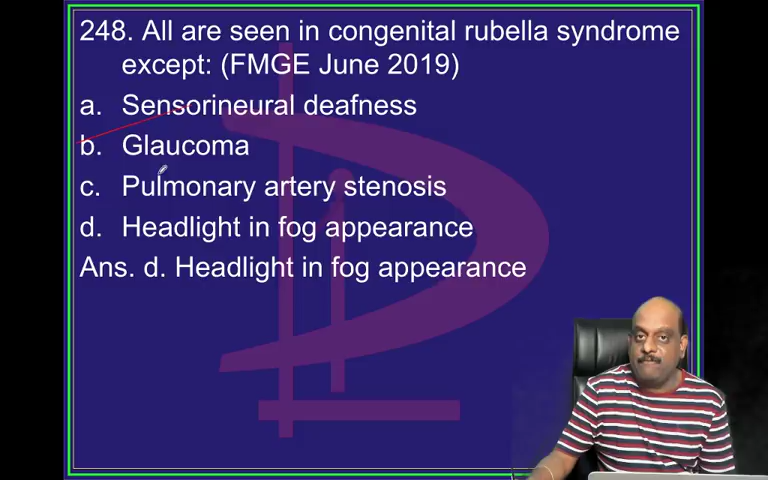 248. All are seen in congenital rubella syndrome
except: (FMGE June 2019)
a. Sensorineural deafness
b. Glaucoma
c. Pulmonary artery stenosis
d. Headlight in fog appearance
Ans. d. Headlight in fog appearance